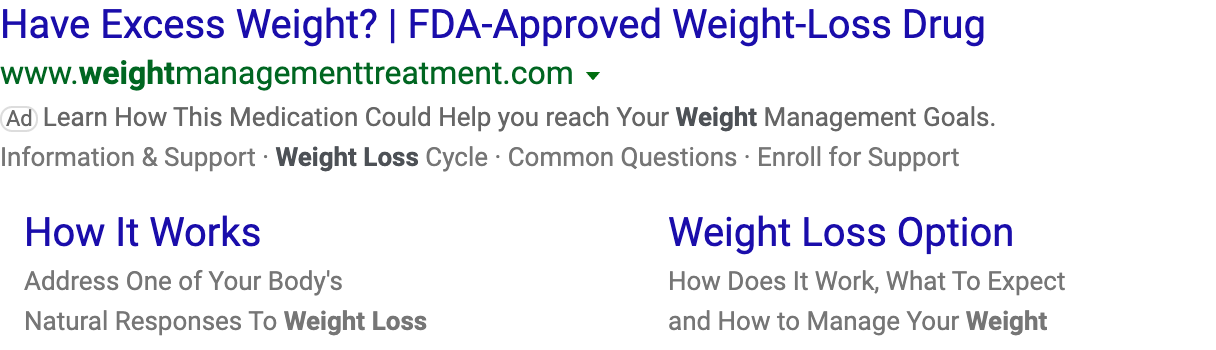 Have Excess Weight? | FDA-Approved Weight-Loss Drug
www.weightmanagementtreatment.com
Ad Learn How This Medication Could Help you reach Your Weight Management Goals.
Information & Support · Weight Loss Cycle · Common Questions · Enroll for Support
How It Works
Address One of Your Body's
Natural Responses To Weight Loss
Weight Loss Option
How Does It Work, What To Expect
and How to Manage Your Weight